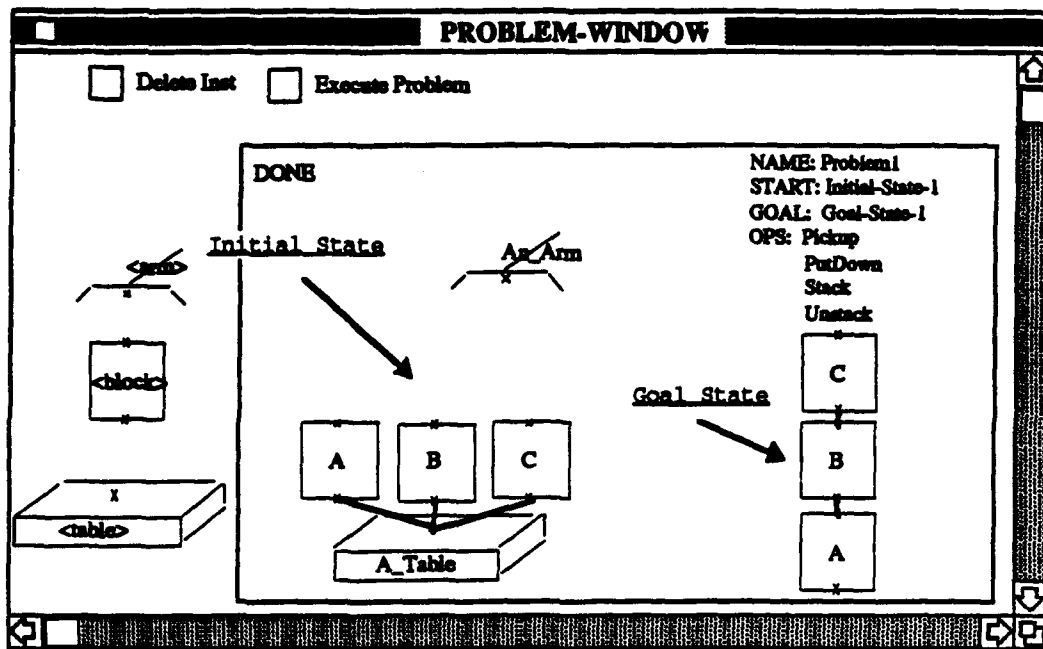 PROBLEM-WINDOW
Delete Inst
Execute Problem
DONE
NAME: Problem1
START: Initial-State-1
GOAL: Goal-State-1
OPS: Pickup
PutDown
Stack
Unstack
Initial State
<arm>
An_Arm
<block>
Goal State
C
B
A
A B C
<table>
A_Table